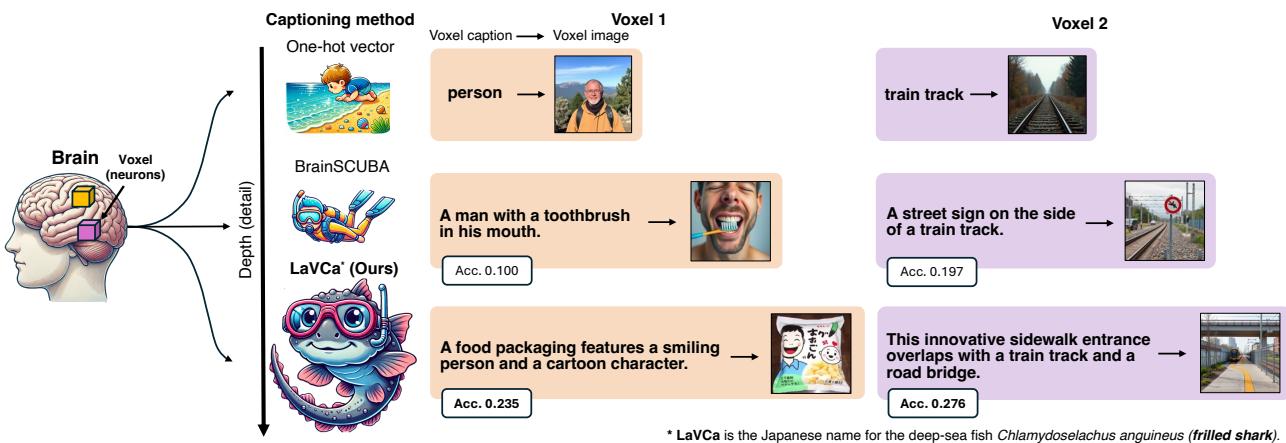 Captioning method
Voxel 1
Voxel 2
One-hot vector
Voxel caption
Voxel image
person
train track
Brain
Voxel
(neurons)
Depth (detail)
BrainSCUBA
A man with a toothbrush
in his mouth.
Acc. 0.100
A street sign on the side
of a train track.
Acc. 0.197
LaVCa* (Ours)
A food packaging features a smiling
person and a cartoon character.
Acc. 0.235
This innovative sidewalk entrance
overlaps with a train track and a
road bridge.
Acc. 0.276
* LaVCa is the Japanese name for the deep-sea fish Chlamydoselachus anguineus (frilled shark).